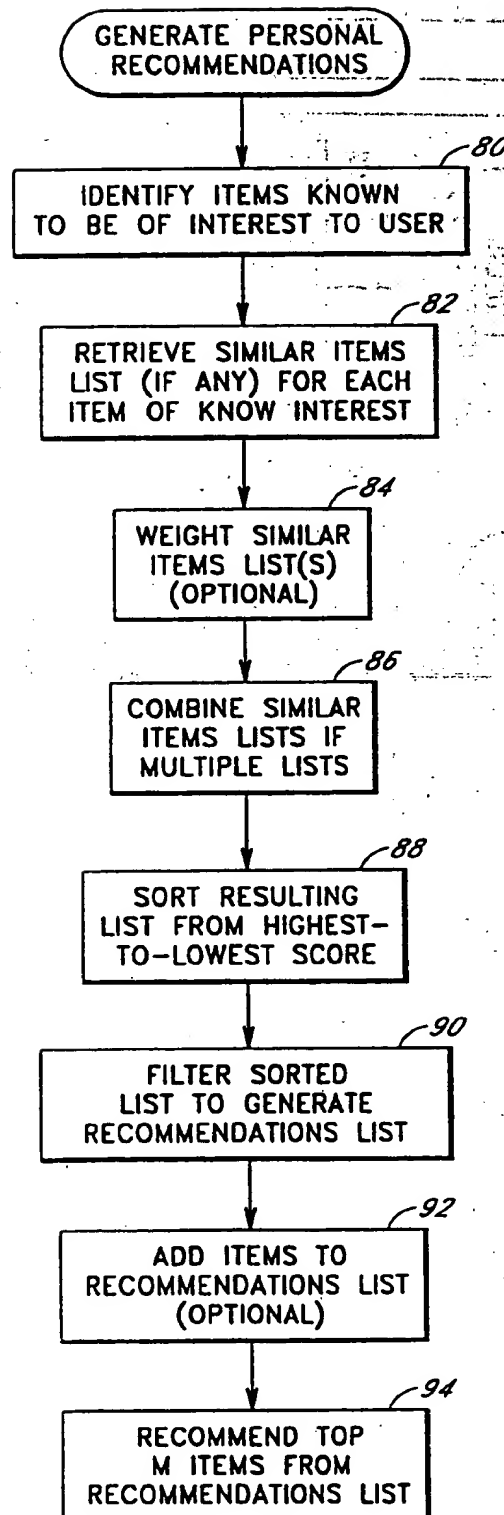 GENERATE PERSONAL
RECOMMENDATIONS
80
IDENTIFY ITEMS KNOWN
TO BE OF INTEREST TO USER
82
RETRIEVE SIMILAR ITEMS
LIST (IF ANY) FOR EACH
ITEM OF KNOW INTEREST
84
WEIGHT SIMILAR
ITEMS LIST(S)
(OPTIONAL)
86
COMBINE SIMILAR
ITEMS LISTS IF
MULTIPLE LISTS
88
SORT RESULTING
LIST FROM HIGHEST-
TO-LOWEST SCORE
90
FILTER SORTED
LIST TO GENERATE
RECOMMENDATIONS LIST
92
ADD ITEMS TO
RECOMMENDATIONS LIST
(OPTIONAL)
94
RECOMMEND TOP
M ITEMS FROM
RECOMMENDATIONS LIST